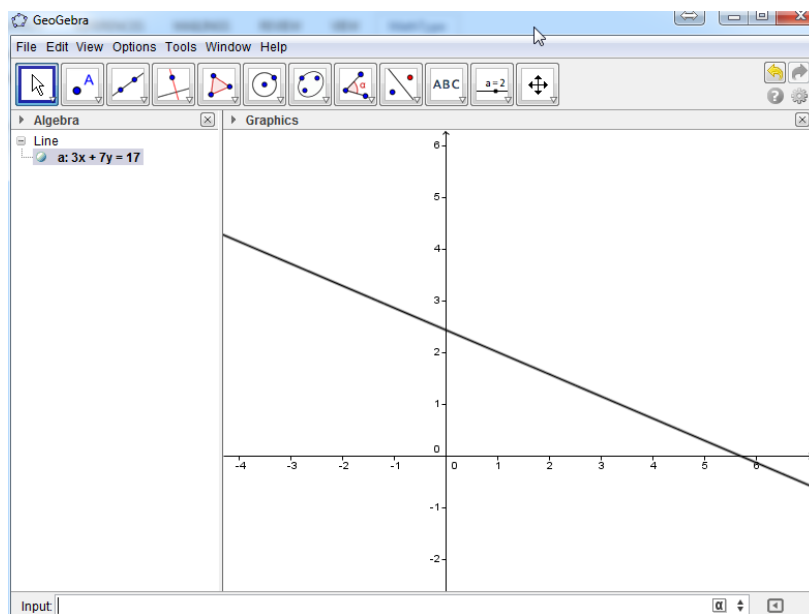 GeoGebra
File Edit View Options Tools Window Help
A
α
ABC
a=2
Algebra
Graphics
Line
a: 3x + 7y = 17
6
5
4
3
2
1
0
-4 -3 -2 -1 0 1 2 3 4 5 6
-1
-2
Input:
α